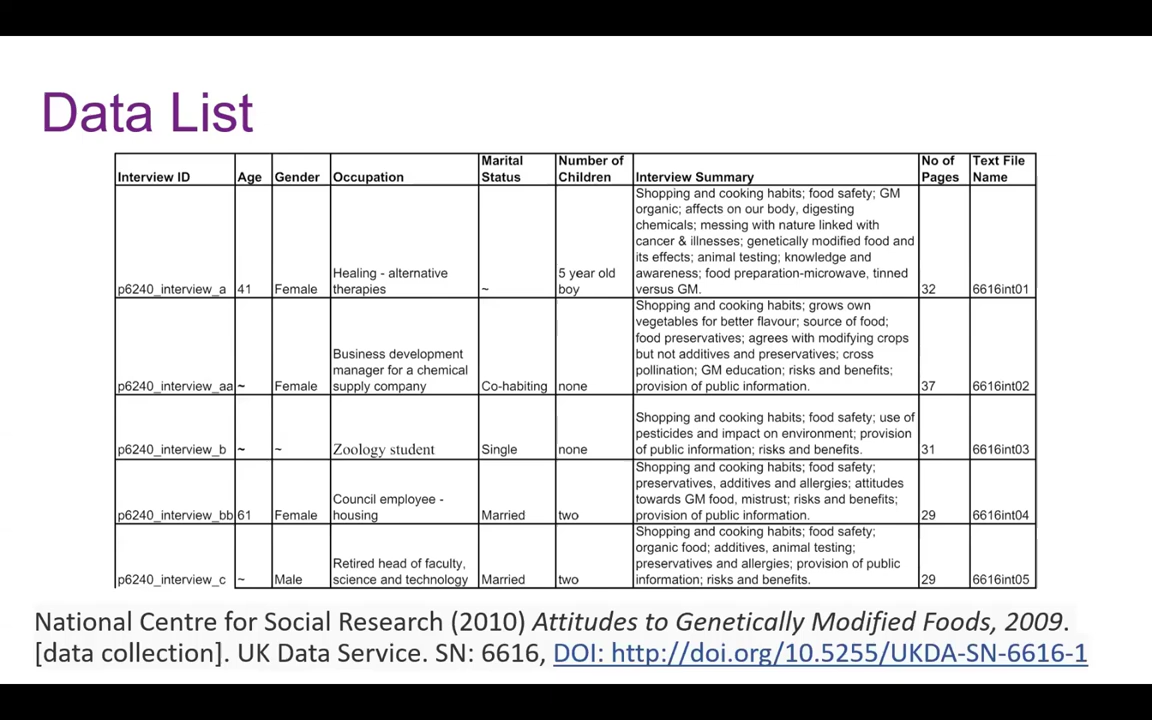 Data List
Interview ID Age Gender Occupation Marital Status Number of Children Interview Summary No of Pages Text File Name
p6240_interview_a 41 Female Healing - alternative therapies ~ 5 year old boy Shopping and cooking habits; food safety; GM organic; affects on our body, digesting chemicals; messing with nature linked with cancer & illnesses; genetically modified food and its effects; animal testing; knowledge and awareness; food preparation-microwave, tinned versus GM. 32 6616int01
p6240_interview_aa ~ Female Business development manager for a chemical supply company Co-habiting none Shopping and cooking habits; grows own vegetables for better flavour; source of food; food preservatives; agrees with modifying crops but not additives and preservatives; cross pollination; GM education; risks and benefits; provision of public information. 37 6616int02
p6240_interview_b ~ ~ Zoology student Single none Shopping and cooking habits; food safety; use of pesticides and impact on environment; provision of public information; risks and benefits. 31 6616int03
p6240_interview_bb 61 Female Council employee - housing Married two Shopping and cooking habits; food safety; preservatives, additives and allergies; attitudes towards GM food, mistrust; risks and benefits; provision of public information. 29 6616int04
p6240_interview_c ~ Male Retired head of faculty, science and technology Married two Shopping and cooking habits; food safety; organic food; additives, animal testing; preservatives and allergies; provision of public information; risks and benefits. 29 6616int05
National Centre for Social Research (2010) Attitudes to Genetically Modified Foods, 2009.
[data collection]. UK Data Service. SN: 6616, DOI: http://doi.org/10.5255/UKDA-SN-6616-1